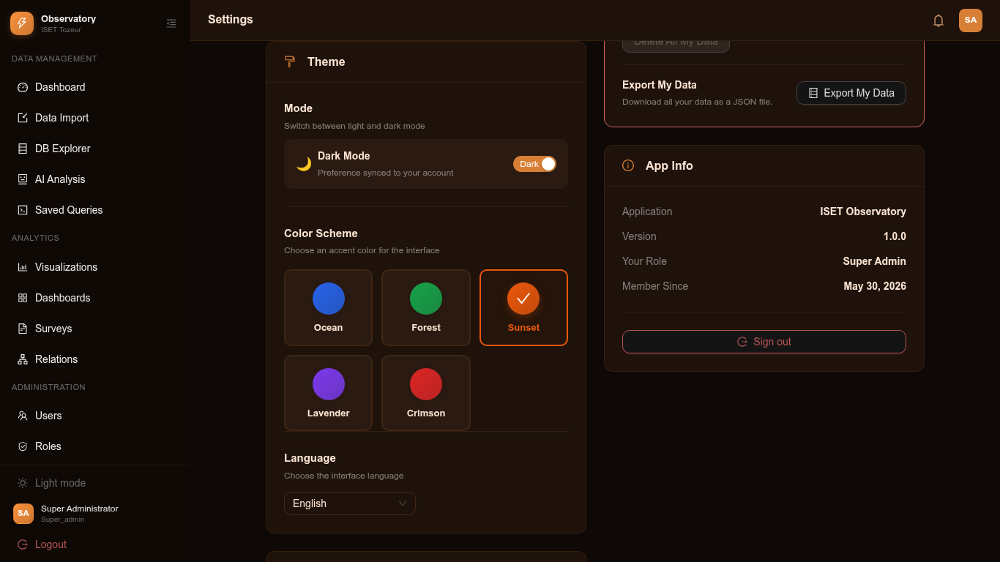 Observatory
ISET Tozeur
DATA MANAGEMENT
Dashboard
Data Import
DB Explorer
AI Analysis
Saved Queries
ANALYTICS
Visualizations
Dashboards
Surveys
Relations
ADMINISTRATION
Users
Roles
Light mode
SA
Super Administrator
Super_admin
Logout
Settings
SA
Theme
Mode
Switch between light and dark mode
Dark Mode
Preference synced to your account
Dark
Color Scheme
Choose an accent color for the interface
Ocean
Forest
Sunset
Lavender
Crimson
Language
Choose the interface language
English
Delete All My Data
Export My Data
Download all your data as a JSON file.
Export My Data
App Info
Application
ISET Observatory
Version
1.0.0
Your Role
Super Admin
Member Since
May 30, 2026
Sign out